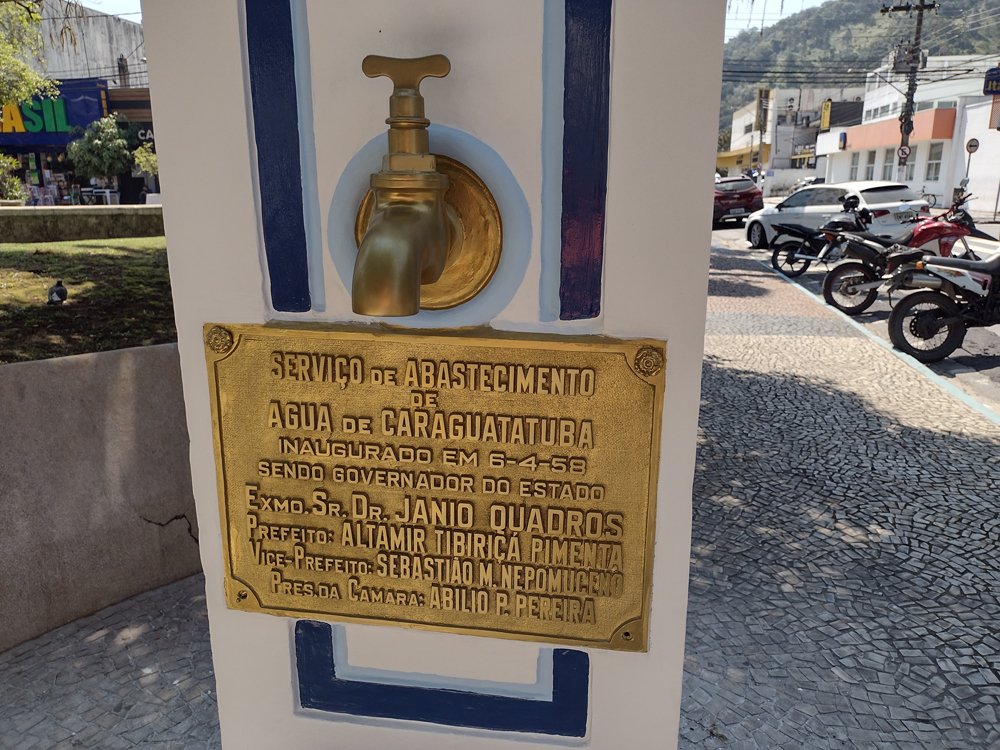 SERVIÇO DE ABASTECIMENTO
DE
AGUA DE CARAGUATATUBA
INAUGURADO EM 6-4-58
SENDO GOVERNADOR DO ESTADO
EXMO. SR. DR. JANIO QUADROS
PREFEITO: ALTAMIR TIBIRIÇÁ PIMENTA
VICE-PREFEITO: SEBASTIÃO M. NEPOMUCENO
PRES. DA CAMARA: ABILIO P. PEREIRA
ASIL
CA